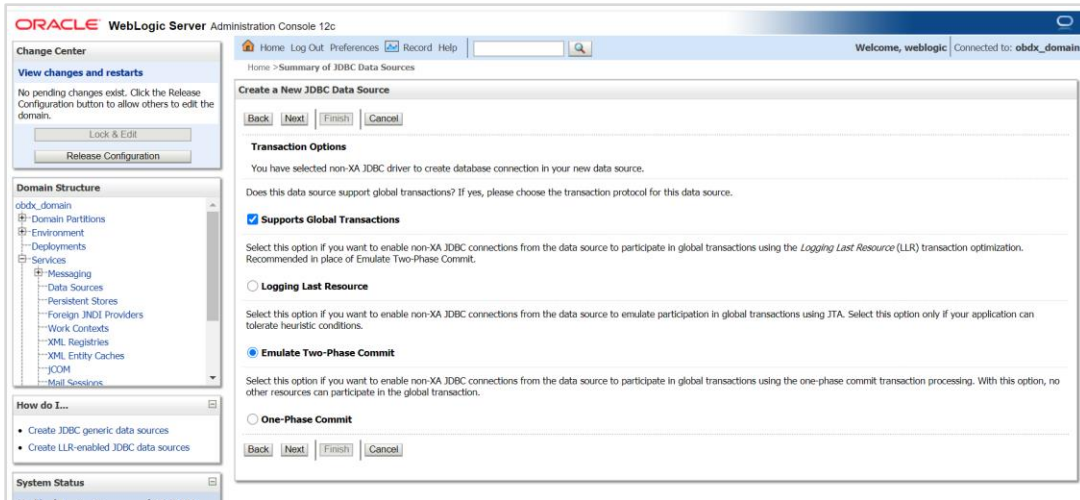 ORACLE WebLogic Server Administration Console 12c
Change Center
View changes and restarts
No pending changes exist. Click the Release
Configuration button to allow others to edit the
domain.
Lock & Edit
Release Configuration
Domain Structure
obdx_domain
Domain Partitions
Environment
Deployments
Services
Messaging
Data Sources
Persistent Stores
Foreign JNDI Providers
Work Contexts
XML Registries
XML Entity Caches
jCOM
Mail Sessions
How do I...
Create JDBC generic data sources
Create LLR-enabled JDBC data sources
System Status
Home Log Out Preferences Record Help
Welcome, weblogic Connected to: obdx_domain
Home >Summary of JDBC Data Sources
Create a New JDBC Data Source
Back Next Finish Cancel
Transaction Options
You have selected non-XA JDBC driver to create database connection in your new data source.
Does this data source support global transactions? If yes, please choose the transaction protocol for this data source.
Supports Global Transactions
Select this option if you want to enable non-XA JDBC connections from the data source to participate in global transactions using the Logging Last Resource (LLR) transaction optimization.
Recommended in place of Emulate Two-Phase Commit.
Logging Last Resource
Select this option if you want to enable non-XA JDBC connections from the data source to emulate participation in global transactions using JTA. Select this option only if your application can
tolerate heuristic conditions.
Emulate Two-Phase Commit
Select this option if you want to enable non-XA JDBC connections from the data source to participate in global transactions using the one-phase commit transaction processing. With this option, no
other resources can participate in the global transaction.
One-Phase Commit
Back Next Finish Cancel